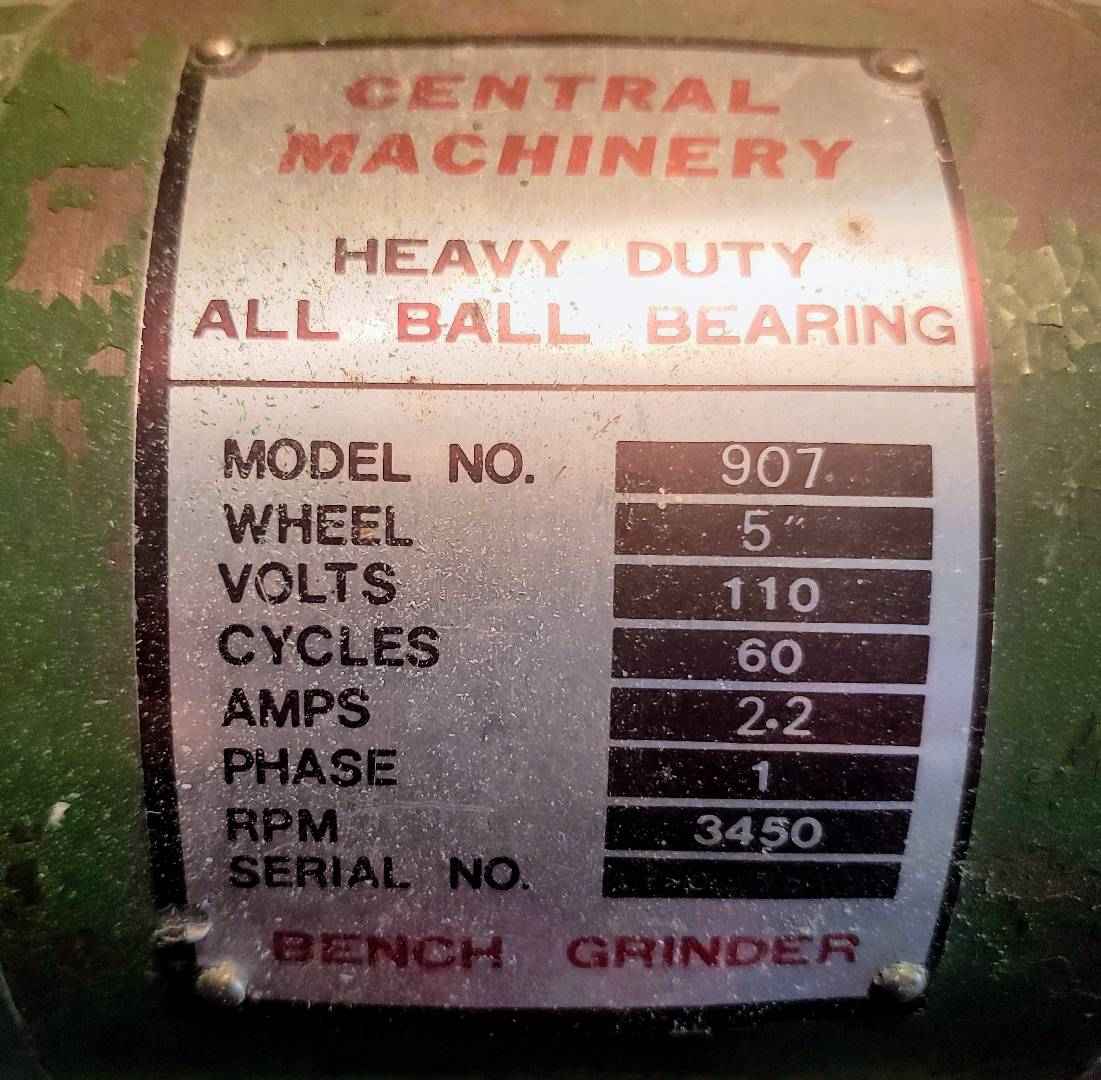 CENTRAL
MACHINERY
HEAVY DUTY
ALL BALL BEARING
MODEL NO. 907
WHEEL 5"
VOLTS 110
CYCLES 60
AMPS 2.2
PHASE 1
RPM 3450
SERIAL NO.
BENCH GRINDER